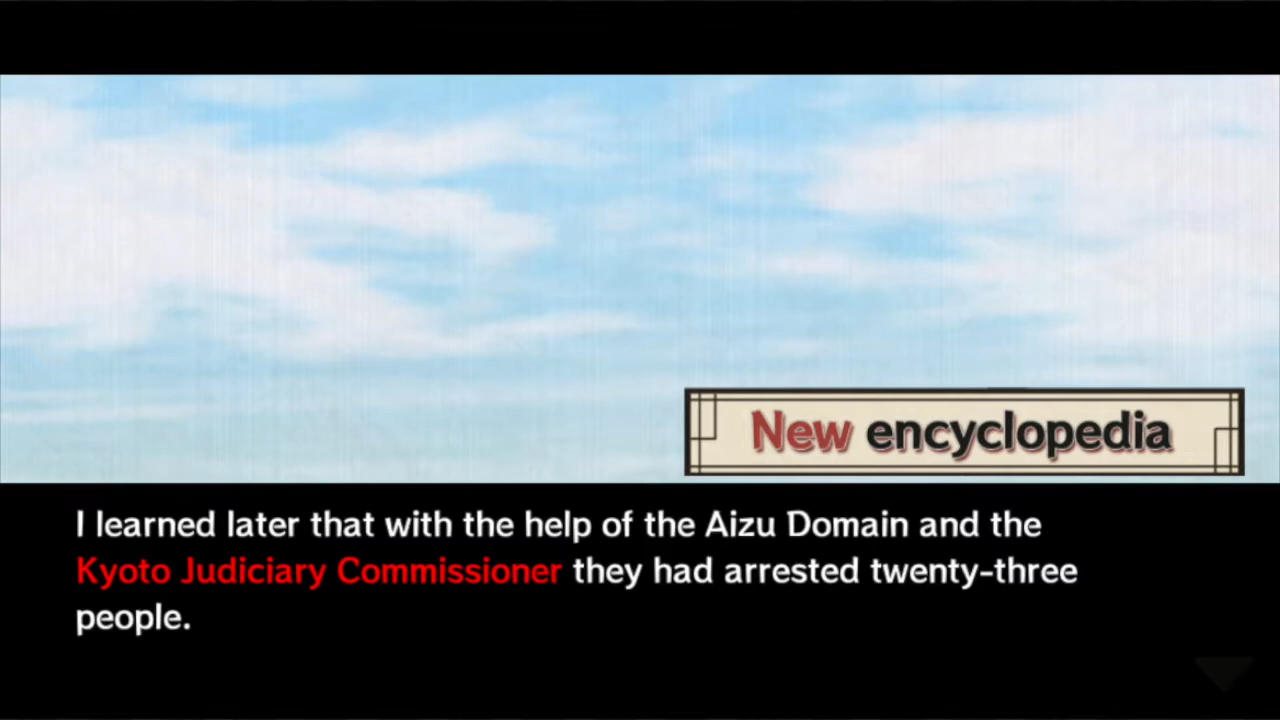 New encyclopedia
I learned later that with the help of the Aizu Domain and the
Kyoto Judiciary Commissioner they had arrested twenty-three
people.